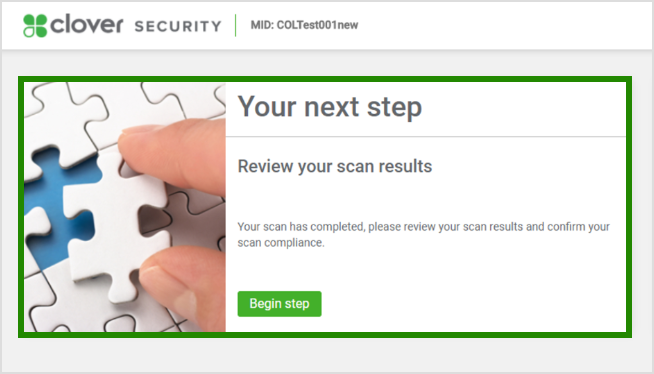 clover SECURITY MID: COLTest001new
Your next step
Review your scan results
Your scan has completed, please review your scan results and confirm your
scan compliance.
Begin step